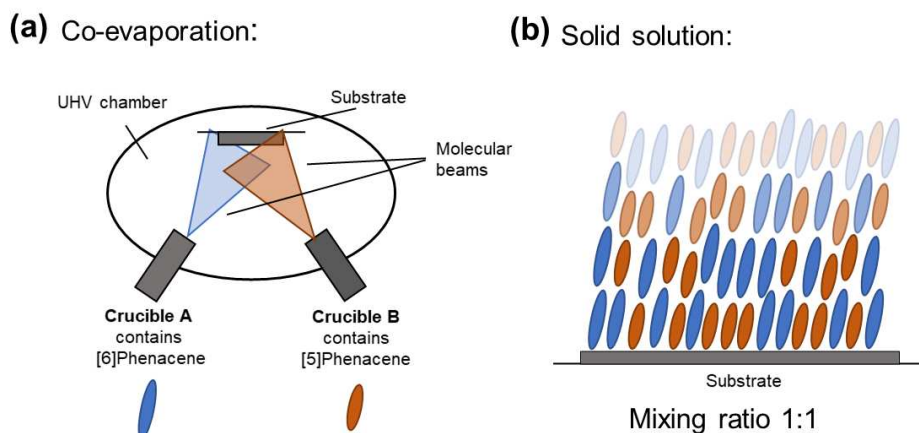 (a) Co-evaporation:
UHV chamber
Substrate
Molecular
beams
Crucible A
contains
[6]Phenacene
Crucible B
contains
[5]Phenacene
(b) Solid solution:
Substrate
Mixing ratio 1:1